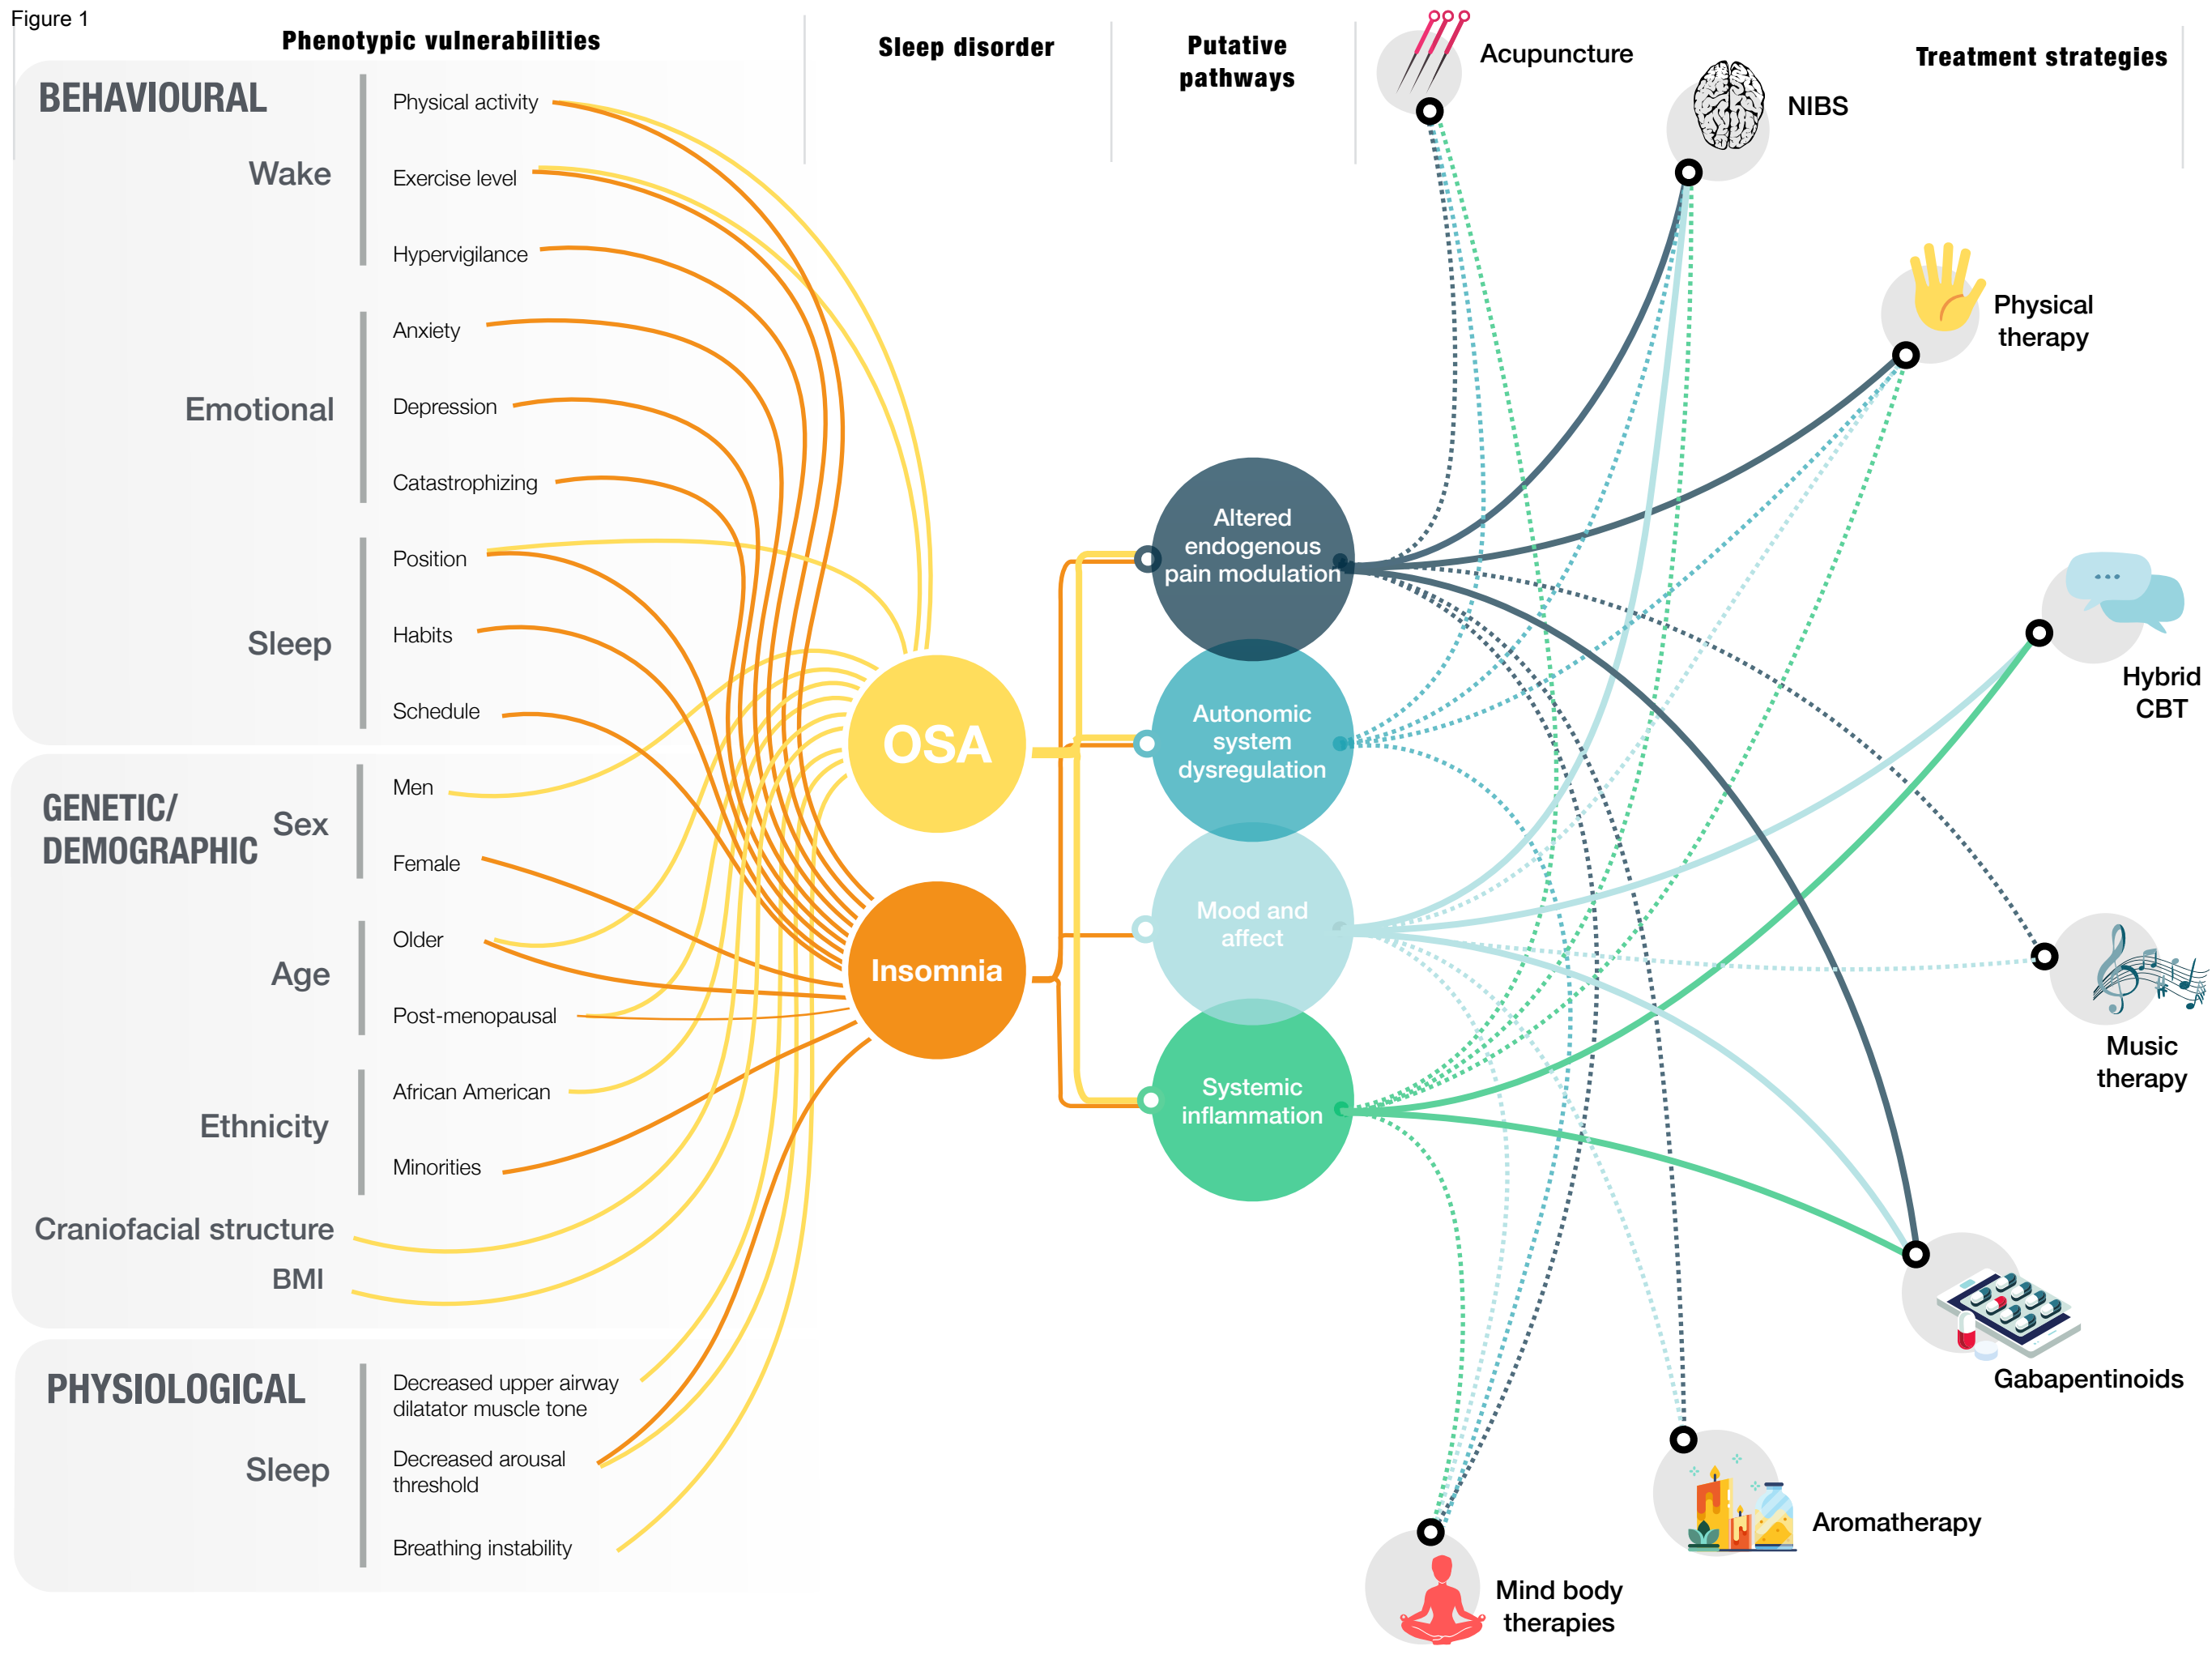 Figure 1
Phenotypic vulnerabilities
Sleep disorder
Putative
pathways
Treatment strategies
BEHAVIOURAL
Wake
Physical activity
Exercise level
Hypervigilance
Emotional
Anxiety
Depression
Catastrophizing
Sleep
Position
Habits
Schedule
GENETIC/
DEMOGRAPHIC
Sex
Men
Female
Age
Older
Post-menopausal
Ethnicity
African American
Minorities
Craniofacial structure
BMI
PHYSIOLOGICAL
Sleep
Decreased upper airway
dilatator muscle tone
Decreased arousal
threshold
Breathing instability
OSA
Insomnia
Altered
endogenous
pain modulation
Autonomic
system
dysregulation
Mood and
affect
Systemic
inflammation
Acupuncture
NIBS
Physical
therapy
Hybrid
CBT
Music
therapy
Gabapentinoids
Aromatherapy
Mind body
therapies